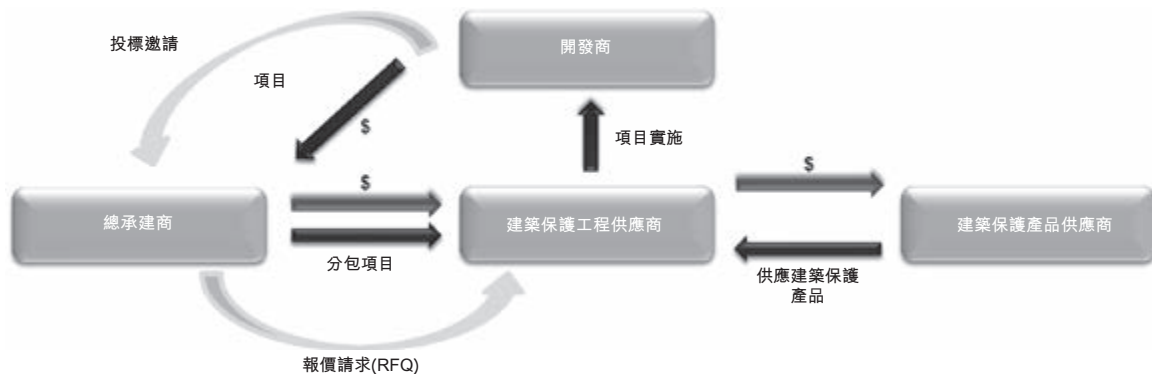 投標邀請
開發商
項目
$
項目實施
$
$
總承建商
建築保護工程供應商
建築保護產品供應商
分包項目
供應建築保護
產品
報價請求(RFQ)